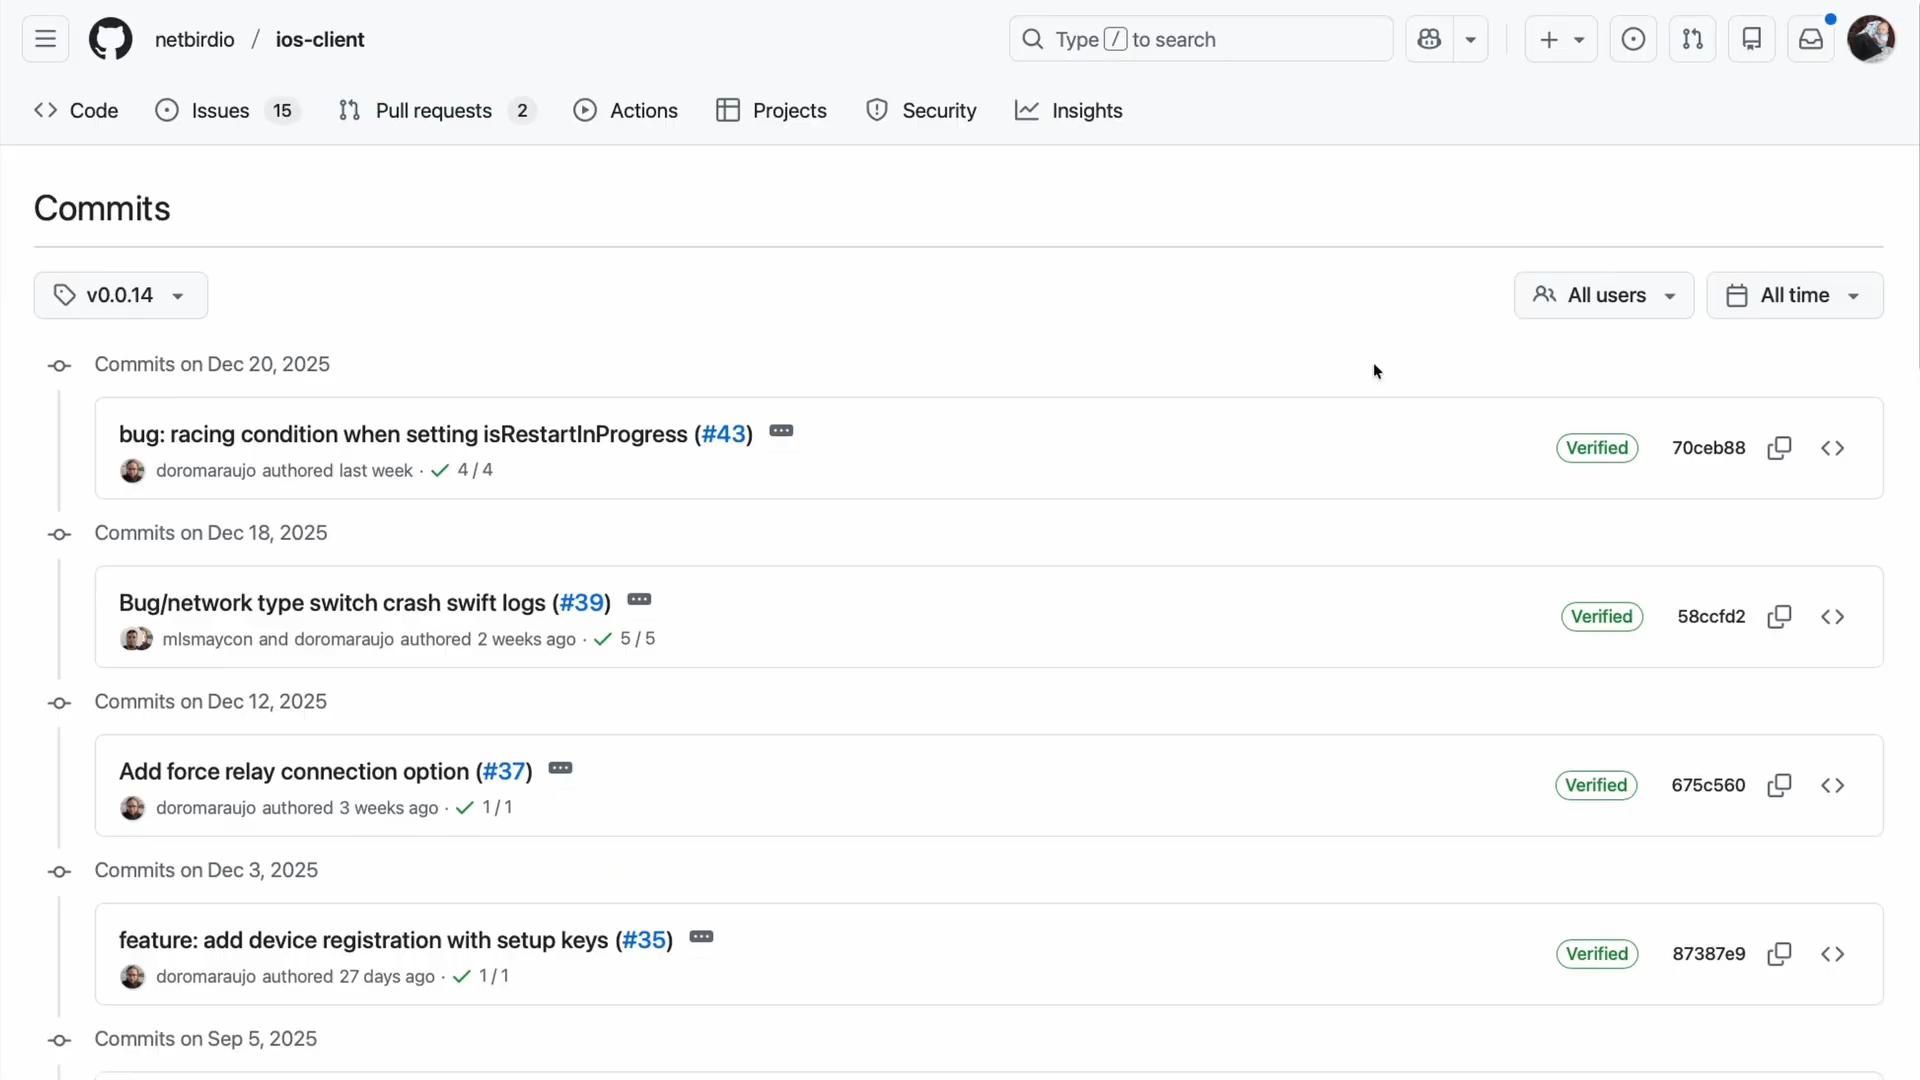 netbirdio / ios-client
Type / to search
Code
Issues 15
Pull requests 2
Actions
Projects
Security
Insights
Commits
v0.0.14
All users
All time
Commits on Dec 20, 2025
bug: racing condition when setting isRestartInProgress (#43)
doromaraujo authored last week · 4 / 4
Verified
70ceb88
Commits on Dec 18, 2025
Bug/network type switch crash swift logs (#39)
mlsmaycon and doromaraujo authored 2 weeks ago · 5 / 5
Verified
58ccfd2
Commits on Dec 12, 2025
Add force relay connection option (#37)
doromaraujo authored 3 weeks ago · 1 / 1
Verified
675c560
Commits on Dec 3, 2025
feature: add device registration with setup keys (#35)
doromaraujo authored 27 days ago · 1 / 1
Verified
87387e9
Commits on Sep 5, 2025